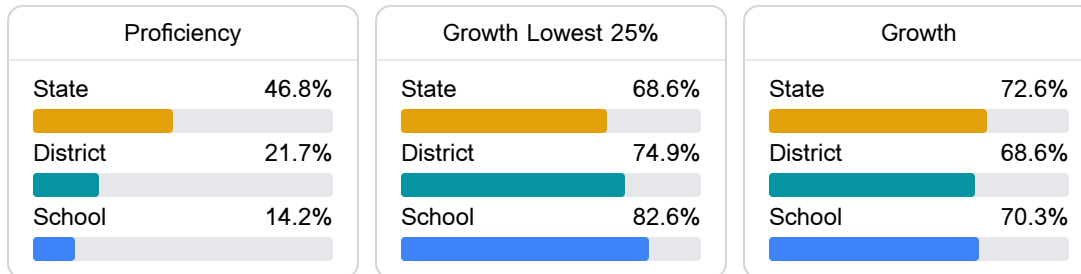 Proficiency
State 46.8%
District 21.7%
School 14.2%
Growth Lowest 25%
State 68.6%
District 74.9%
School 82.6%
Growth
State 72.6%
District 68.6%
School 70.3%